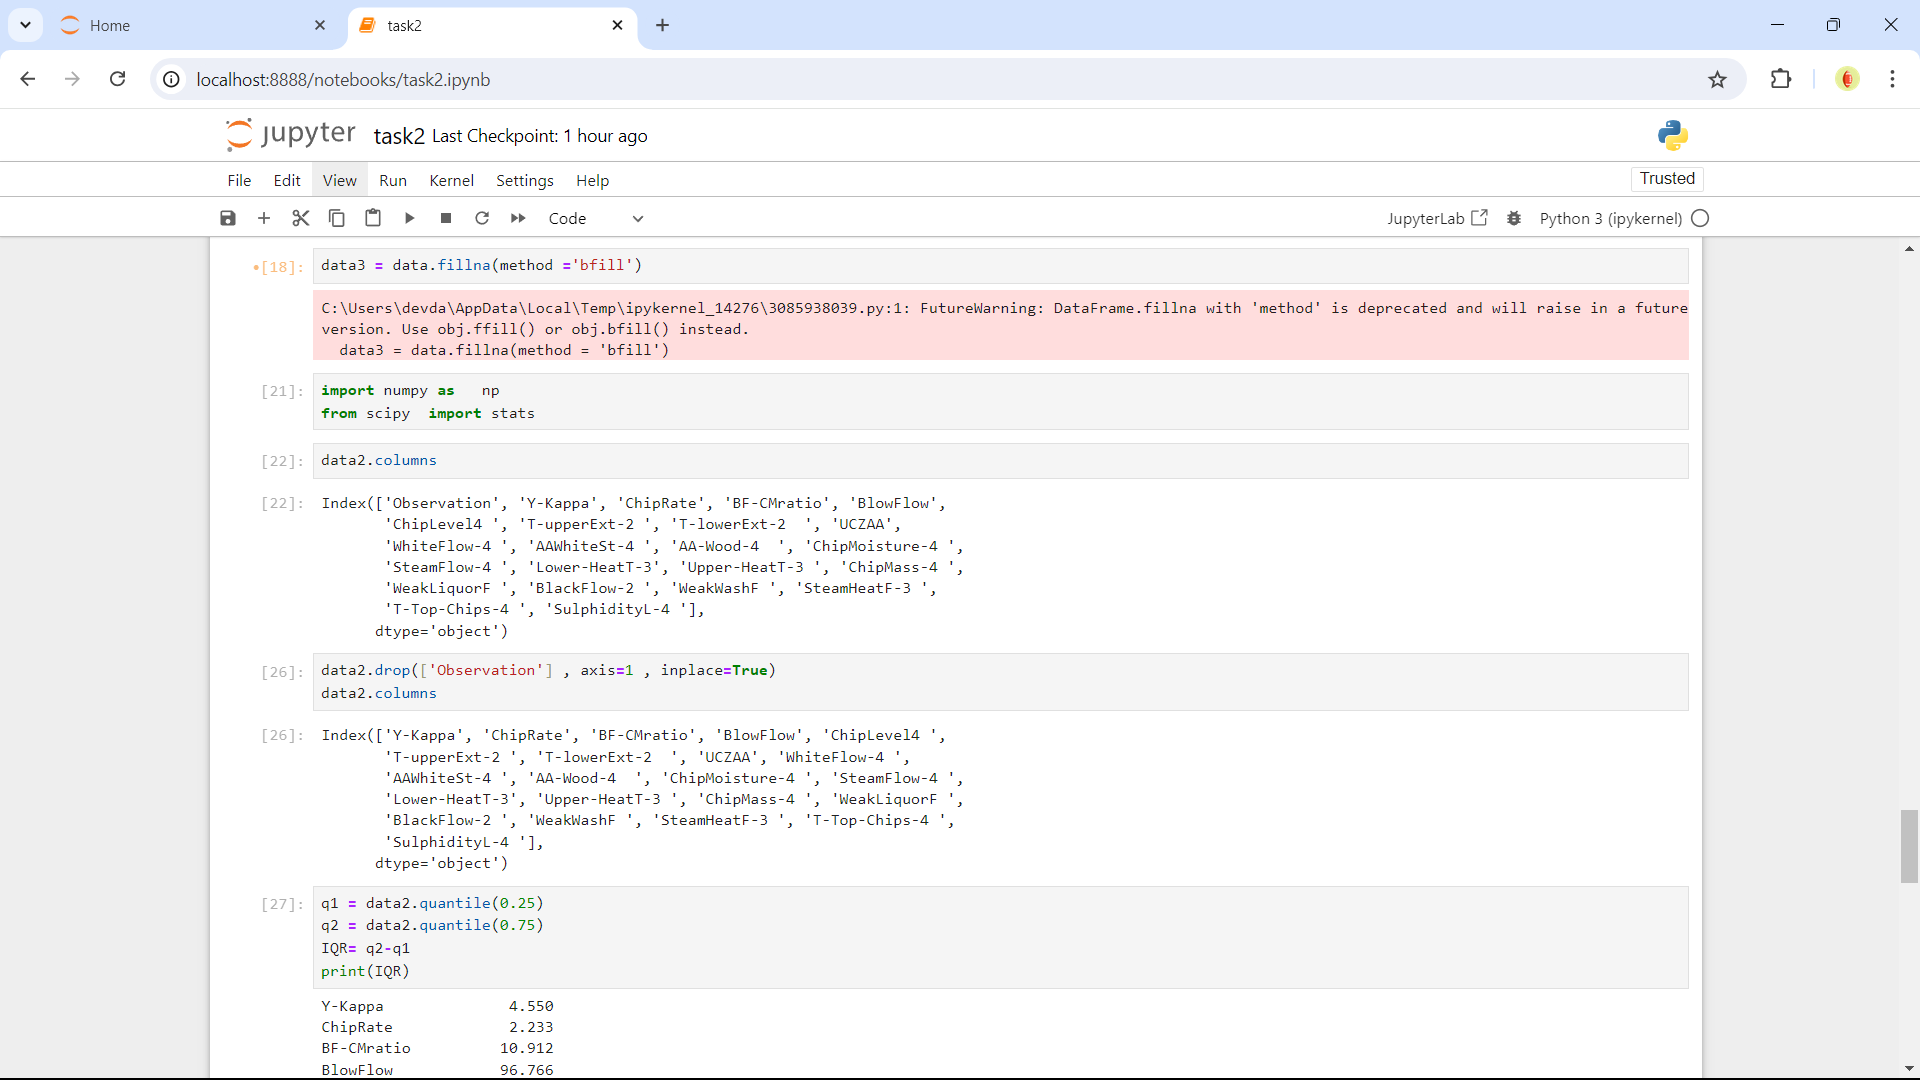 Home
task2
localhost:8888/notebooks/task2.ipynb
jupyter task2 Last Checkpoint: 1 hour ago
File Edit View Run Kernel Settings Help
Trusted
Code
JupyterLab
Python 3 (ipykernel)
[18]: data3 = data.fillna(method ='bfill')
C:\Users\devda\AppData\Local\Temp\ipykernel_14276\3085938039.py:1: FutureWarning: DataFrame.fillna with 'method' is deprecated and will raise in a future
version. Use obj.ffill() or obj.bfill() instead.
data3 = data.fillna(method = 'bfill')
[21]: import numpy as   np
from scipy  import stats
[22]: data2.columns
[22]: Index(['Observation', 'Y-Kappa', 'ChipRate', 'BF-CMratio', 'BlowFlow',
'ChipLevel4 ', 'T-upperExt-2 ', 'T-lowerExt-2  ', 'UCZAA',
'WhiteFlow-4 ', 'AAWhiteSt-4 ', 'AA-Wood-4  ', 'ChipMoisture-4 ',
'SteamFlow-4 ', 'Lower-HeatT-3', 'Upper-HeatT-3 ', 'ChipMass-4 ',
'WeakLiquorF ', 'BlackFlow-2 ', 'WeakWashF ', 'SteamHeatF-3 ',
'T-Top-Chips-4 ', 'SulphidityL-4 '],
dtype='object')
[26]: data2.drop(['Observation'] , axis=1 , inplace=True)
data2.columns
[26]: Index(['Y-Kappa', 'ChipRate', 'BF-CMratio', 'BlowFlow', 'ChipLevel4 ',
'T-upperExt-2 ', 'T-lowerExt-2  ', 'UCZAA', 'WhiteFlow-4 ',
'AAWhiteSt-4 ', 'AA-Wood-4  ', 'ChipMoisture-4 ', 'SteamFlow-4 ',
'Lower-HeatT-3', 'Upper-HeatT-3 ', 'ChipMass-4 ', 'WeakLiquorF ',
'BlackFlow-2 ', 'WeakWashF ', 'SteamHeatF-3 ', 'T-Top-Chips-4 ',
'SulphidityL-4 '],
dtype='object')
[27]: q1 = data2.quantile(0.25)
q2 = data2.quantile(0.75)
IQR= q2-q1
print(IQR)
Y-Kappa 4.550
ChipRate 2.233
BF-CMratio 10.912
BlowFlow 96.766